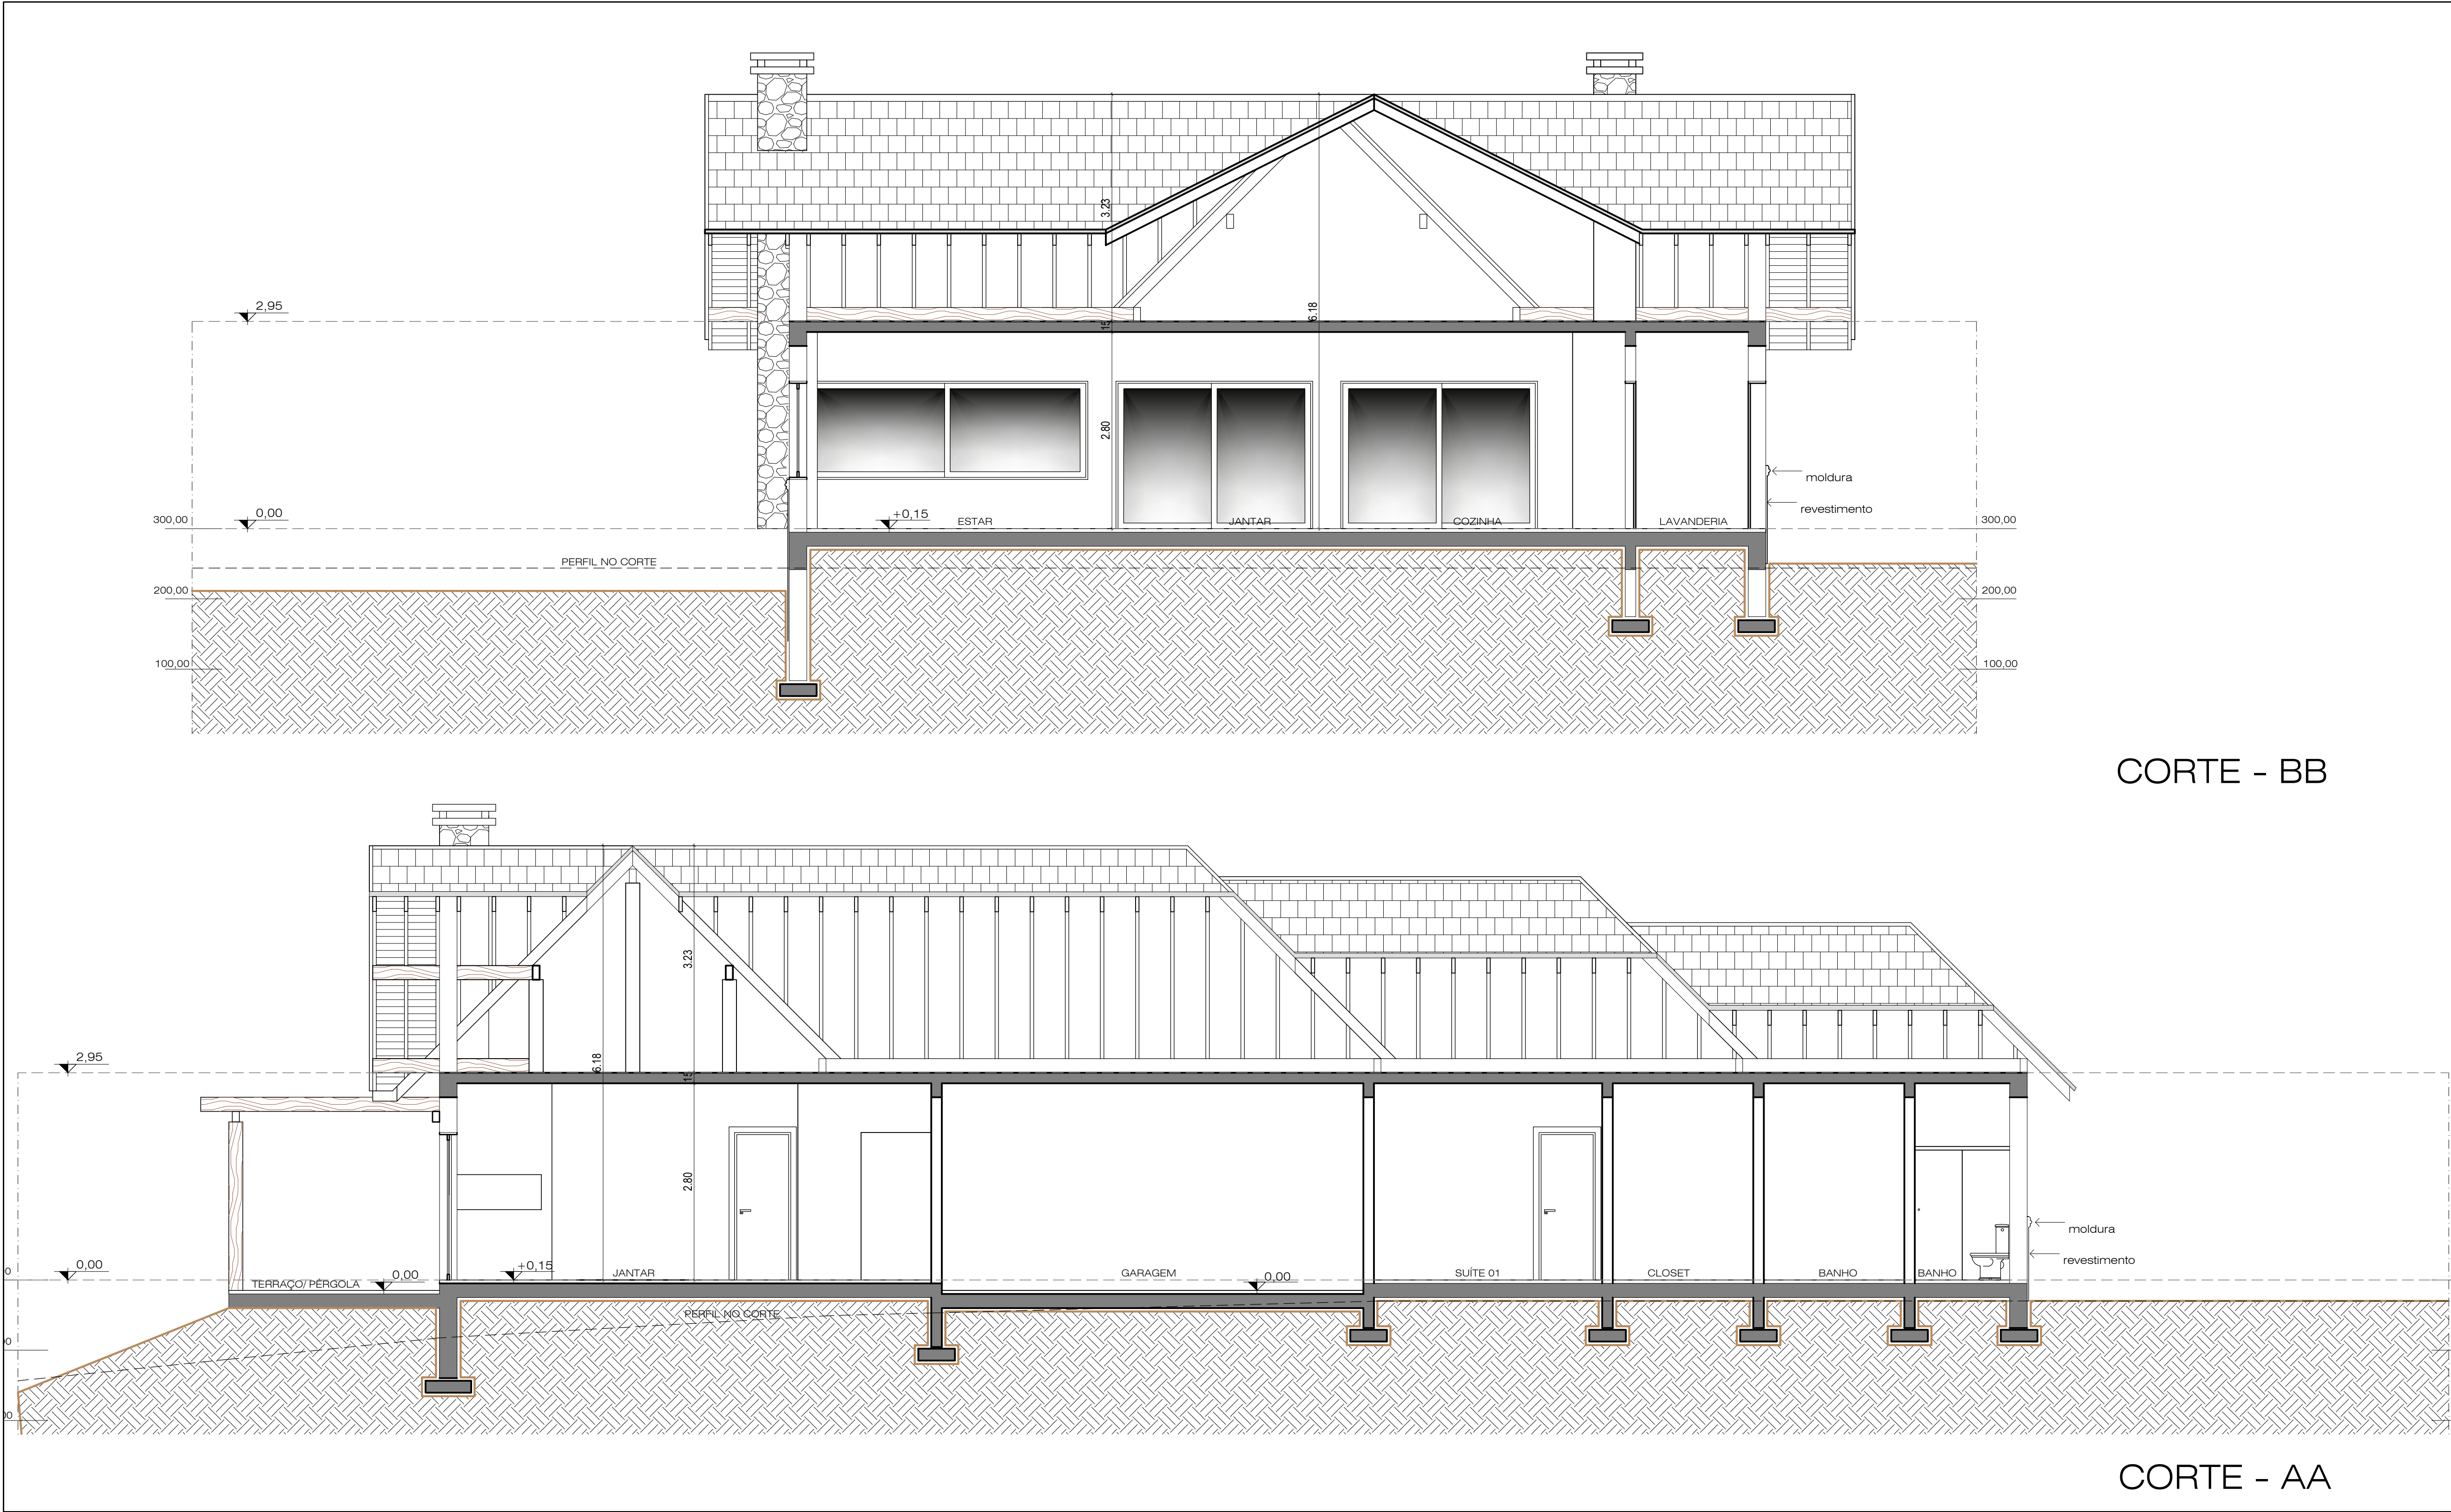 3.23
2,95
6.18
15
2.80
moldura
300,00
0,00
+0,15
ESTAR
JANTAR
COZINHA
LAVANDERIA
revestimento
300,00
PERFIL NO CORTE
200,00
200,00
100,00
100,00
CORTE - BB
3.23
2,95
6.18
15
2.80
moldura
0,00
+0,15
TERRAÇO/ PÉRGOLA
0,00
JANTAR
GARAGEM
0,00
SUÍTE 01
CLOSET
BANHO
BANHO
revestimento
PERFIL NO CORTE
CORTE - AA